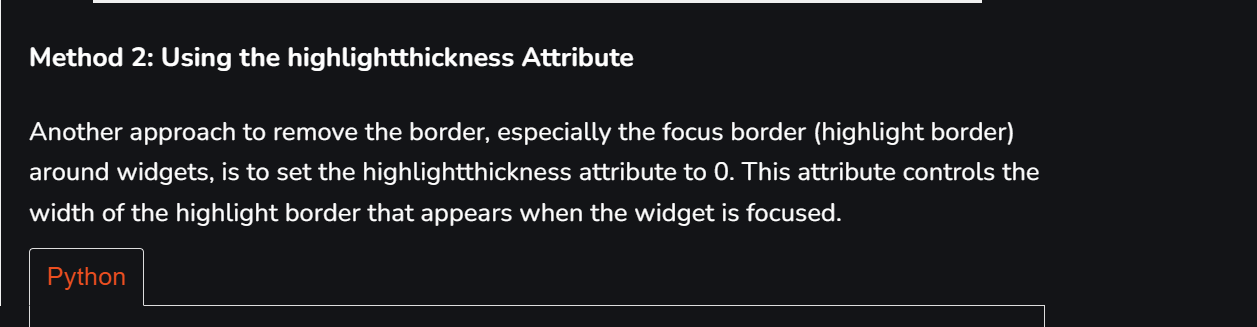 Method 2: Using the highlightthickness Attribute
Another approach to remove the border, especially the focus border (highlight border)
around widgets, is to set the highlightthickness attribute to 0. This attribute controls the
width of the highlight border that appears when the widget is focused.
Python